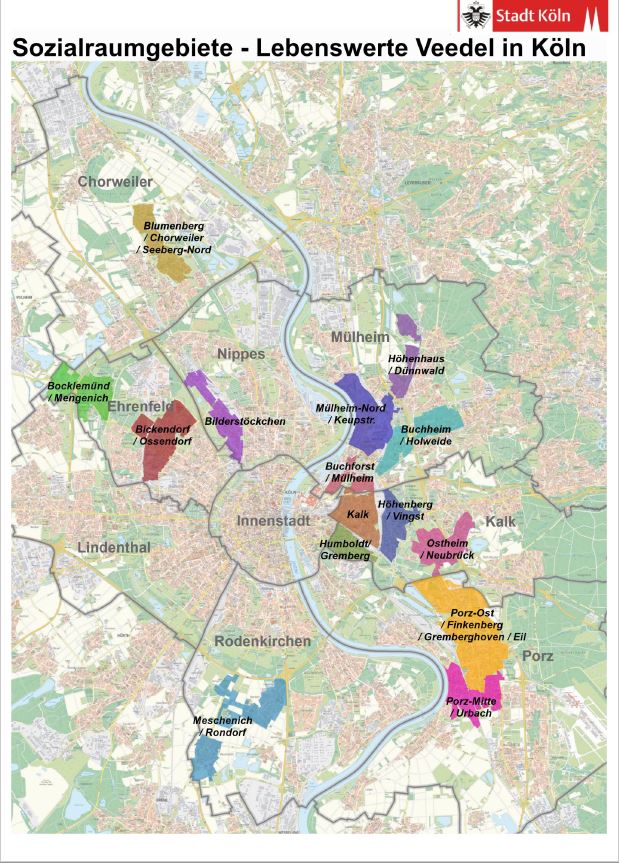 Stadt Köln
Sozialraumgebiete - Lebenswerte Veedel in Köln
Chorweiler
Blumenberg
/ Chorweiler
/ Seeberg-Nord
Nippes
Mülheim
Höhenhaus
/ Dünnwald
Bocklemünd
/ Mengenich
Ehrenfeld
Bickendorf
/ Ossendorf
Bilderstöckchen
Mülheim-Nord
/ Keupstr.
Buchheim
/ Holweide
Buchforst
/ Mülheim
Innenstadt
Kalk
Höhenberg
/ Vingst
Kalk
Humboldt/
Gremberg
Ostheim
/ Neubrück
Lindenthal
Rodenkirchen
Porz-Ost
/ Finkenberg
/ Gremberghoven / Eil
Porz
Porz-Mitte
/ Urbach
Meschenich
/ Rondorf